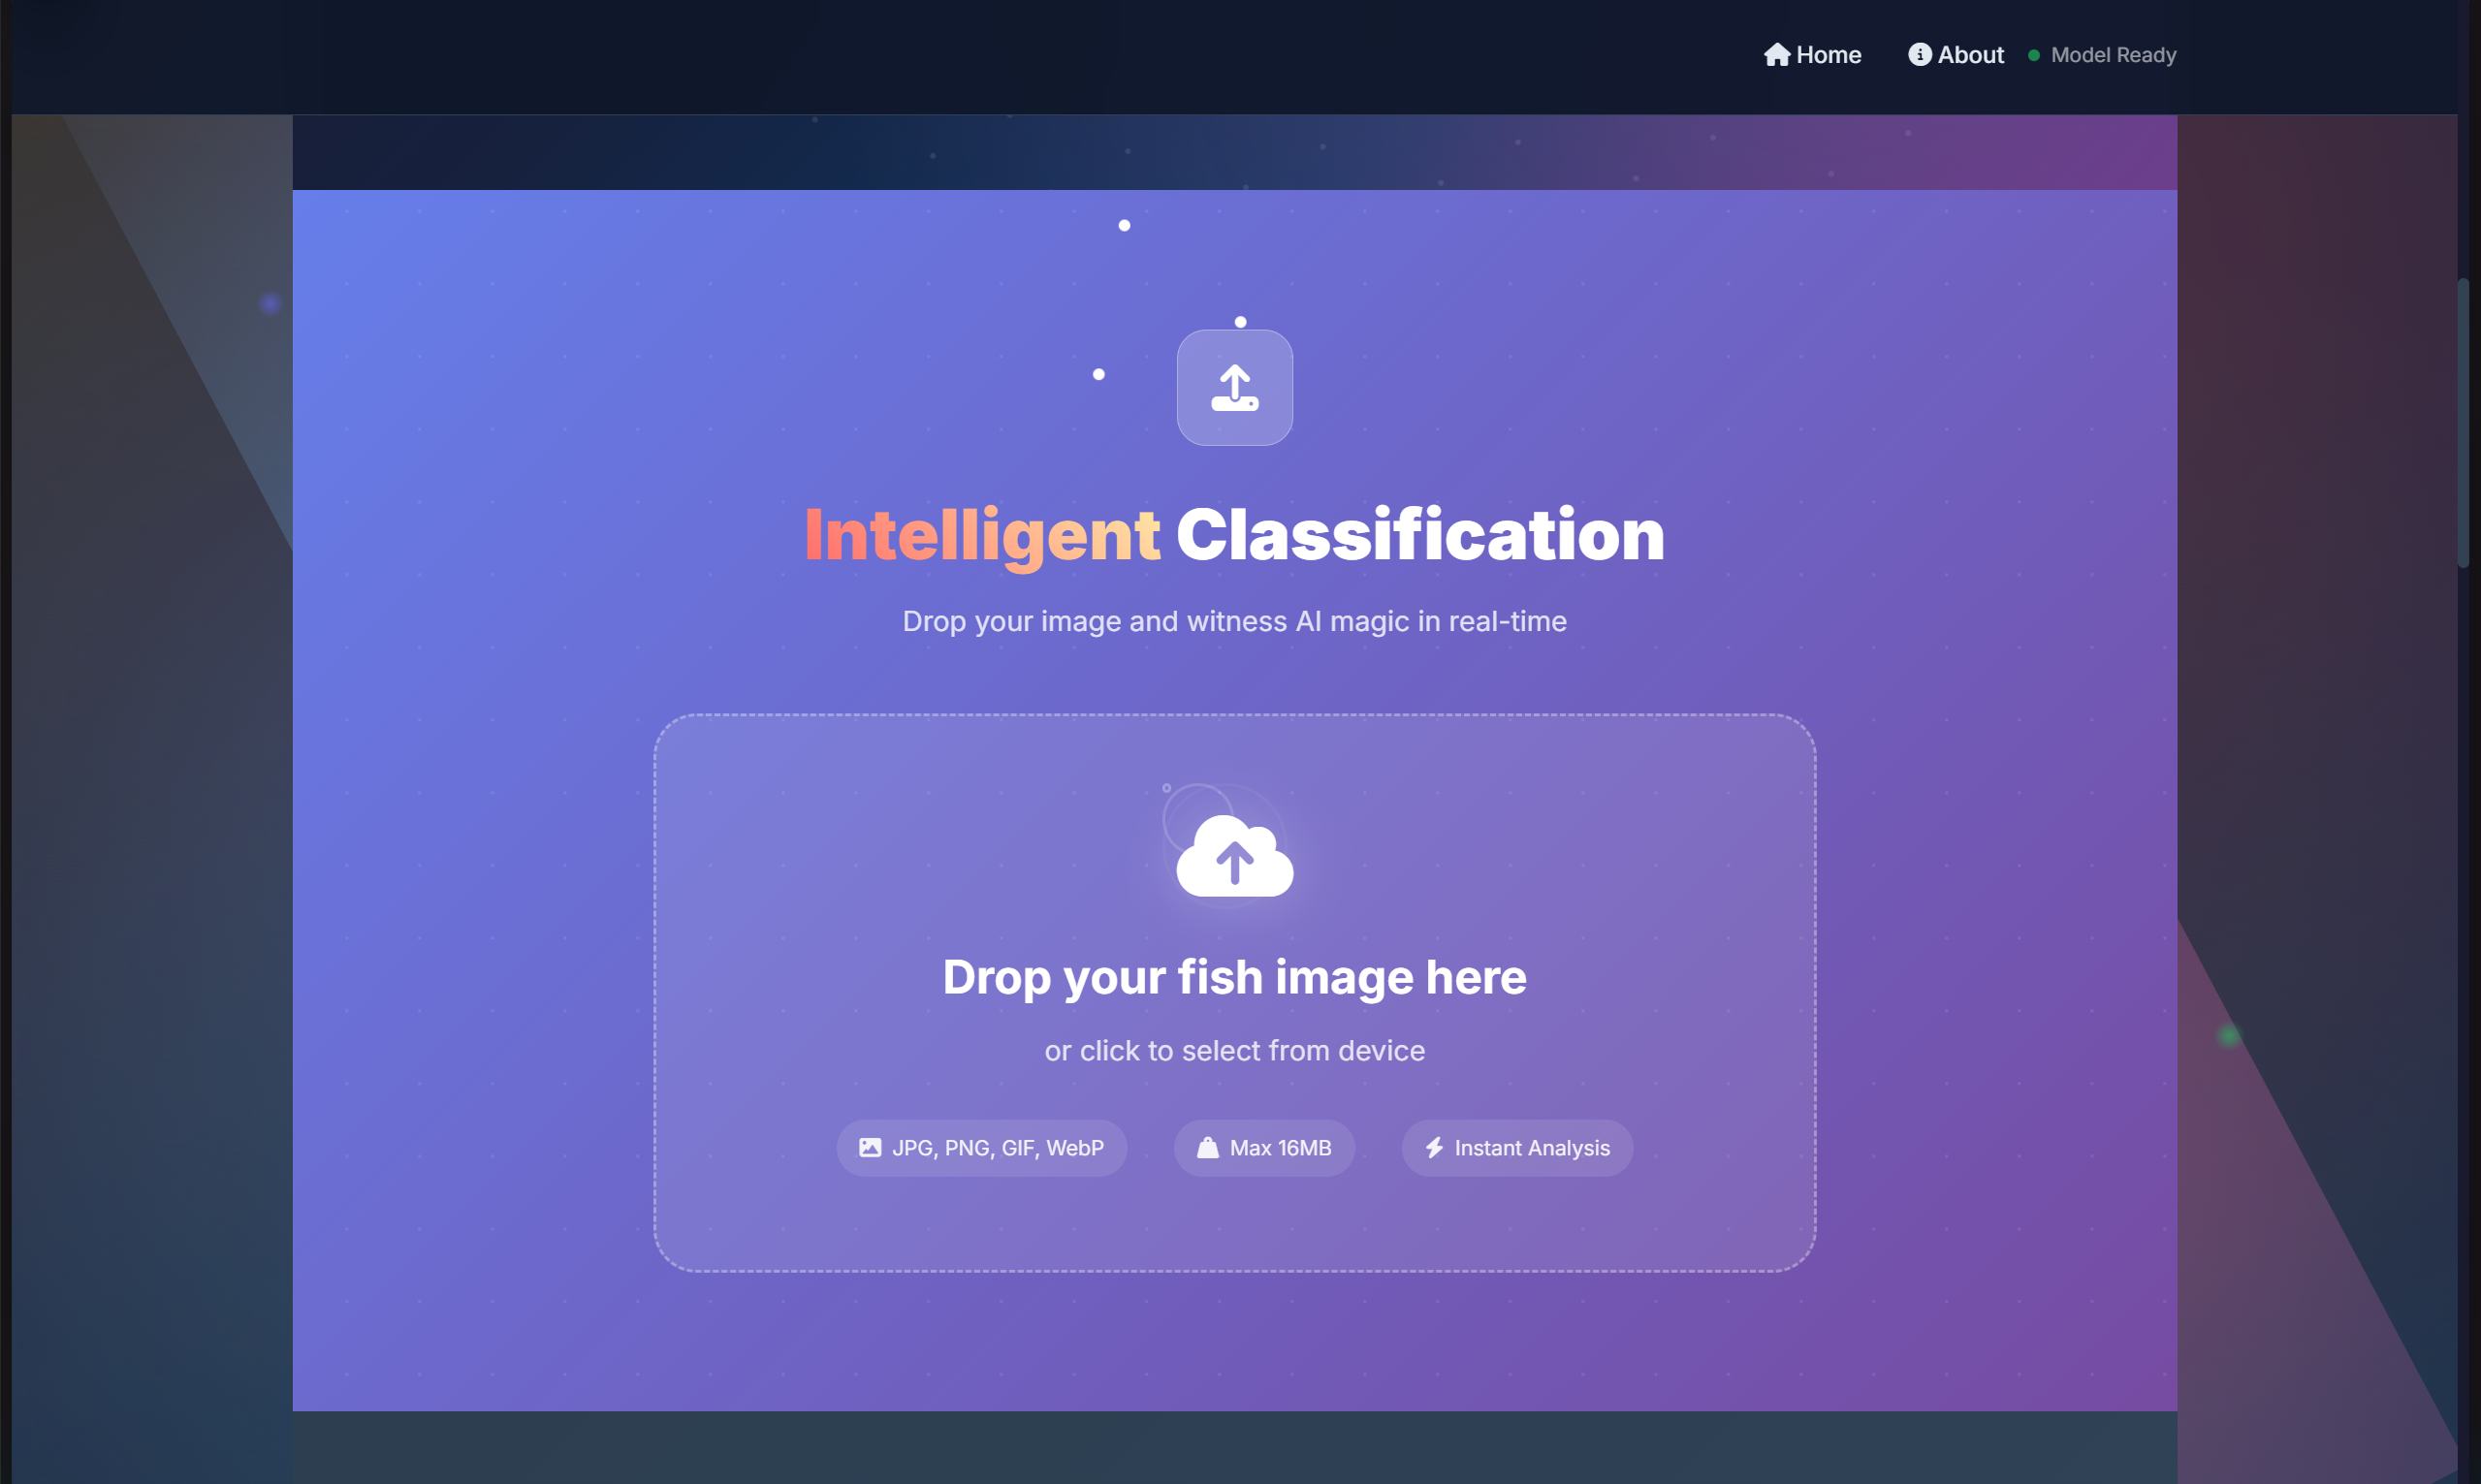 Home About Model Ready
Intelligent Classification
Drop your image and witness AI magic in real-time
Drop your fish image here
or click to select from device
JPG, PNG, GIF, WebP Max 16MB Instant Analysis